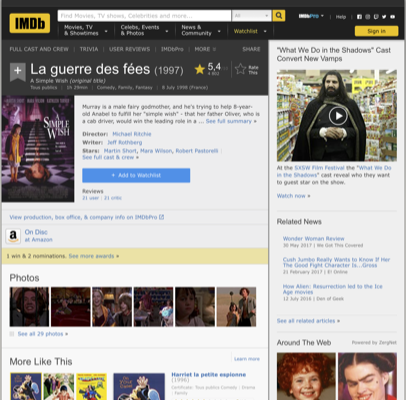 IMDb
Find Movies, TV shows, Celebrities and more...
All
IMDbPro
Help
Movies, TV
& Showtimes
Celebs, Events
& Photos
News &
Community
Watchlist
Sign in
FULL CAST AND CREW | TRIVIA | USER REVIEWS | IMDbPro | MORE
SHARE
La guerra des fées (1997)
A Simple Wish (original title)
Tous publics | 1h 29min | Comedy, Family, Fantasy | 8 July 1998 (France)
5,4
Rate
This
A SIMPLE WISH
Murray is a male fairy godmother, and he's trying to help 8-year-
old Anabel to fulfill her "simple wish" - that her father Oliver, who is
a cab driver, would win the leading role in a ... See full summary »
Director: Michael Ritchie
Writer: Jeff Rothberg
Stars: Martin Short, Mara Wilson, Robert Pastorelli |
See full cast & crew »
+ Add to Watchlist
Reviews
21 user | 21 critic
View production, box office, & company info on IMDbPro
a
On Disc
at Amazon
1 win & 2 nominations. See more awards »
Photos
See all 29 photos »
More Like This
Learn more
Harriet la petite espionne
(1996)
Certificate: Tous publics Comedy | Drama
| Family
"What We Do in the Shadows" Cast
Convert New Vamps
At the SXSW Film Festival the "What We Do
in the Shadows" cast reveal who they want
to guest star on the show.
Watch now »
Related News
Wonder Woman Review
30 May 2017 | We Got This Covered
Cush Jumbo Really Wants to Know if Her
The Good Fight Character Is...Gross
21 February 2017 | E! Online
How Alien: Resurrection led to the Ice
Age movies
12 July 2016 | Den of Geek
See all related articles »
Around The Web
Powered by ZergNet